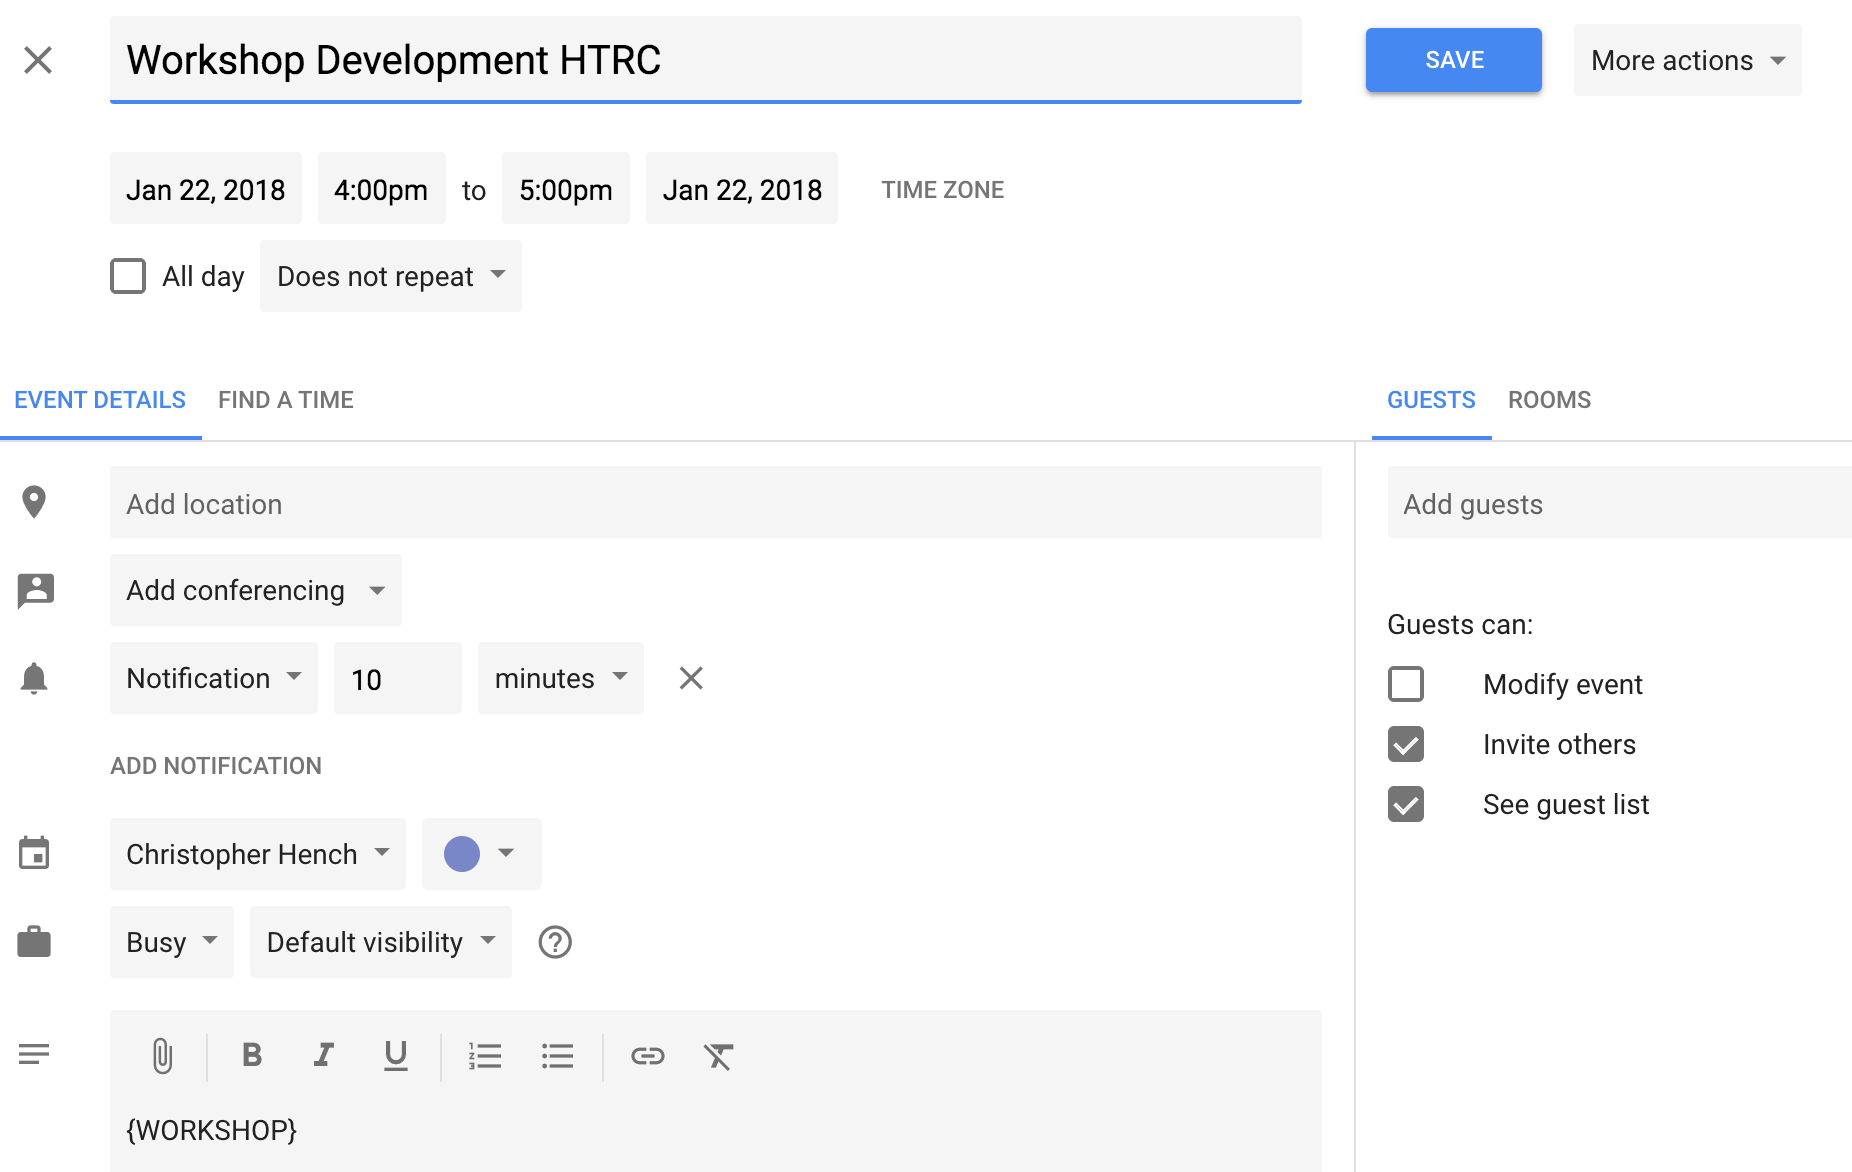 Workshop Development HTRC
SAVE
More actions
Jan 22, 2018 4:00pm to 5:00pm Jan 22, 2018 TIME ZONE
All day Does not repeat
EVENT DETAILS FIND A TIME
GUESTS ROOMS
Add location
Add conferencing
Notification 10 minutes
ADD NOTIFICATION
Christopher Hench
Busy Default visibility ?
B I U
{WORKSHOP}
Add guests
Guests can:
Modify event
Invite others
See guest list